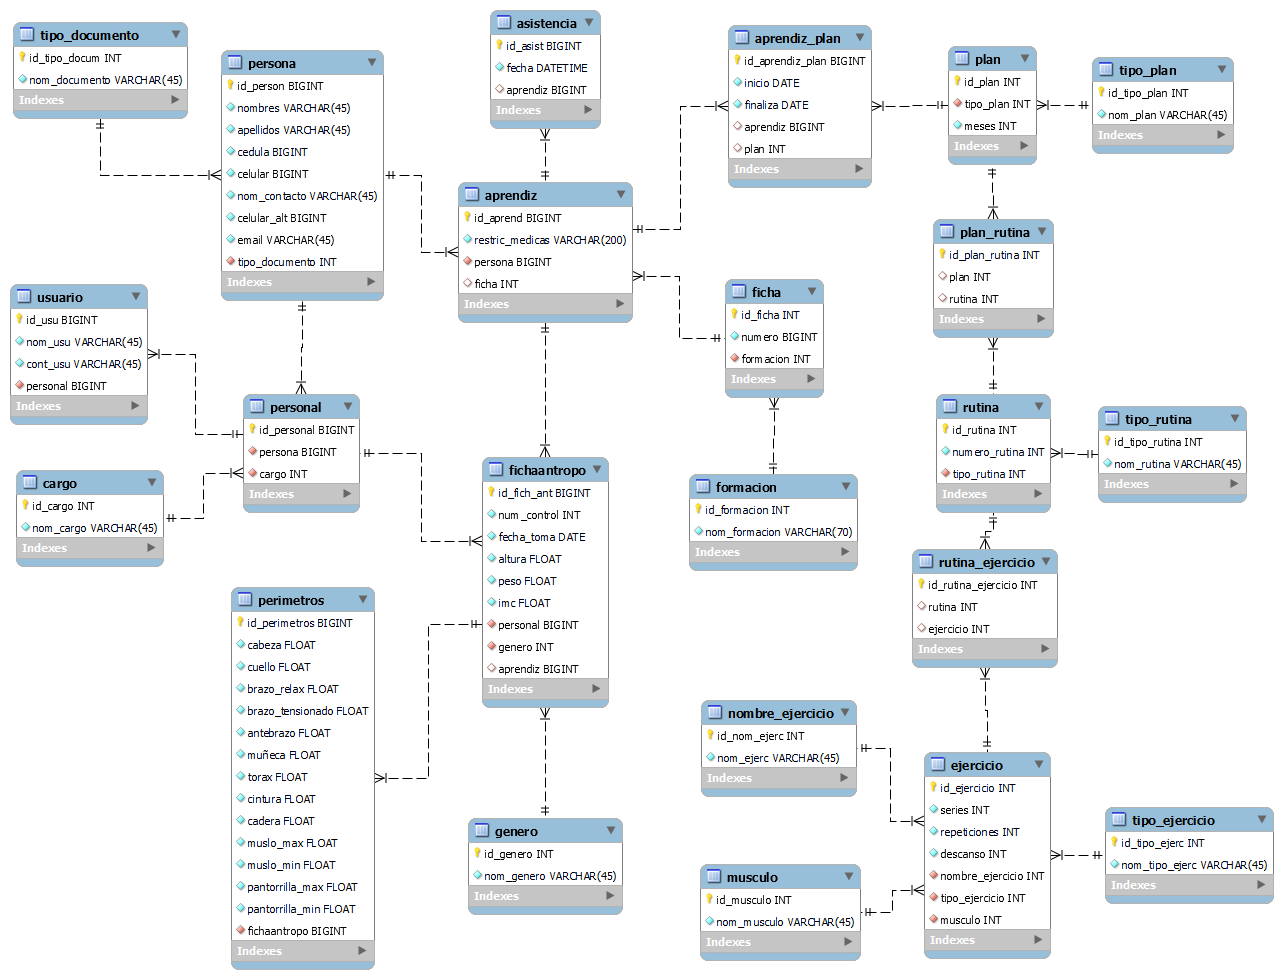 tipo_documento
id_tipo_docum INT
nom_documento VARCHAR(45)
Indexes
persona
id_person BIGINT
nombres VARCHAR(45)
apellidos VARCHAR(45)
cedula BIGINT
celular BIGINT
nom_contacto VARCHAR(45)
celular_alt BIGINT
email VARCHAR(45)
tipo_documento INT
Indexes
asistencia
id_asist BIGINT
fecha DATETIME
aprendiz BIGINT
Indexes
aprendiz_plan
id_aprendiz_plan BIGINT
inicio DATE
finaliza DATE
aprendiz BIGINT
plan INT
Indexes
plan
id_plan INT
tipo_plan INT
meses INT
Indexes
tipo_plan
id_tipo_plan INT
nom_plan VARCHAR(45)
Indexes
aprendiz
id_aprend BIGINT
restric_medicas VARCHAR(200)
persona BIGINT
ficha INT
Indexes
plan_rutina
id_plan_rutina INT
plan INT
rutina INT
Indexes
usuario
id_usu BIGINT
nom_usu VARCHAR(45)
cont_usu VARCHAR(45)
personal BIGINT
Indexes
ficha
id_ficha INT
numero BIGINT
formacion INT
Indexes
personal
id_personal BIGINT
persona BIGINT
cargo INT
Indexes
rutina
id_rutina INT
numero_rutina INT
tipo_rutina INT
Indexes
tipo_rutina
id_tipo_rutina INT
nom_rutina VARCHAR(45)
Indexes
cargo
id_cargo INT
nom_cargo VARCHAR(45)
Indexes
fichaantropo
id_fich_ant BIGINT
num_control INT
fecha_toma DATE
altura FLOAT
peso FLOAT
imc FLOAT
personal BIGINT
genero INT
aprendiz BIGINT
Indexes
formacion
id_formacion INT
nom_formacion VARCHAR(70)
Indexes
rutina_ejercicio
id_rutina_ejercicio INT
rutina INT
ejercicio INT
Indexes
perimetros
id_perimetros BIGINT
cabeza FLOAT
cuello FLOAT
brazo_relax FLOAT
brazo_tensionado FLOAT
antebrazo FLOAT
muñeca FLOAT
torax FLOAT
cintura FLOAT
cadera FLOAT
muslo_max FLOAT
muslo_min FLOAT
pantorrilla_max FLOAT
pantorrilla_min FLOAT
fichaantropo BIGINT
Indexes
nombre_ejercicio
id_nom_ejerc INT
nom_ejerc VARCHAR(45)
Indexes
ejercicio
id_ejercicio INT
series INT
repeticiones INT
descanso INT
nombre_ejercicio INT
tipo_ejercicio INT
musculo INT
Indexes
tipo_ejercicio
id_tipo_ejerc INT
nom_tipo_ejerc VARCHAR(45)
Indexes
genero
id_genero INT
nom_genero VARCHAR(45)
Indexes
musculo
id_musculo INT
nom_musculo VARCHAR(45)
Indexes